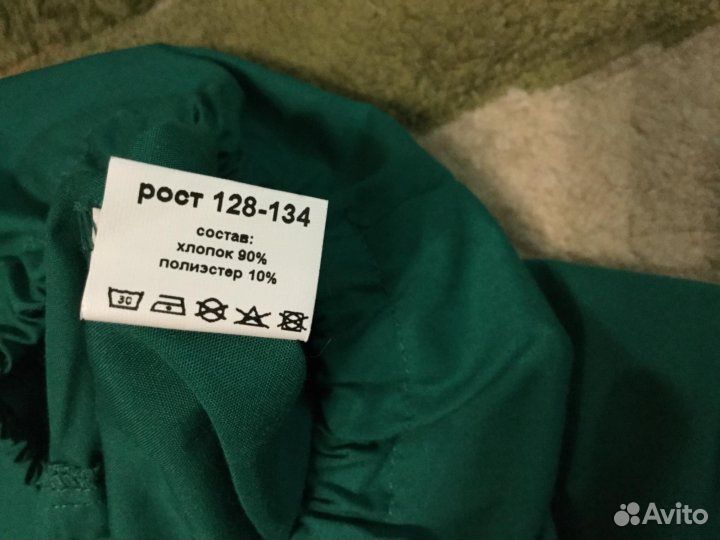 рост 128-134
состав:
хлопок 90%
полиэстер 10%
30
Avito